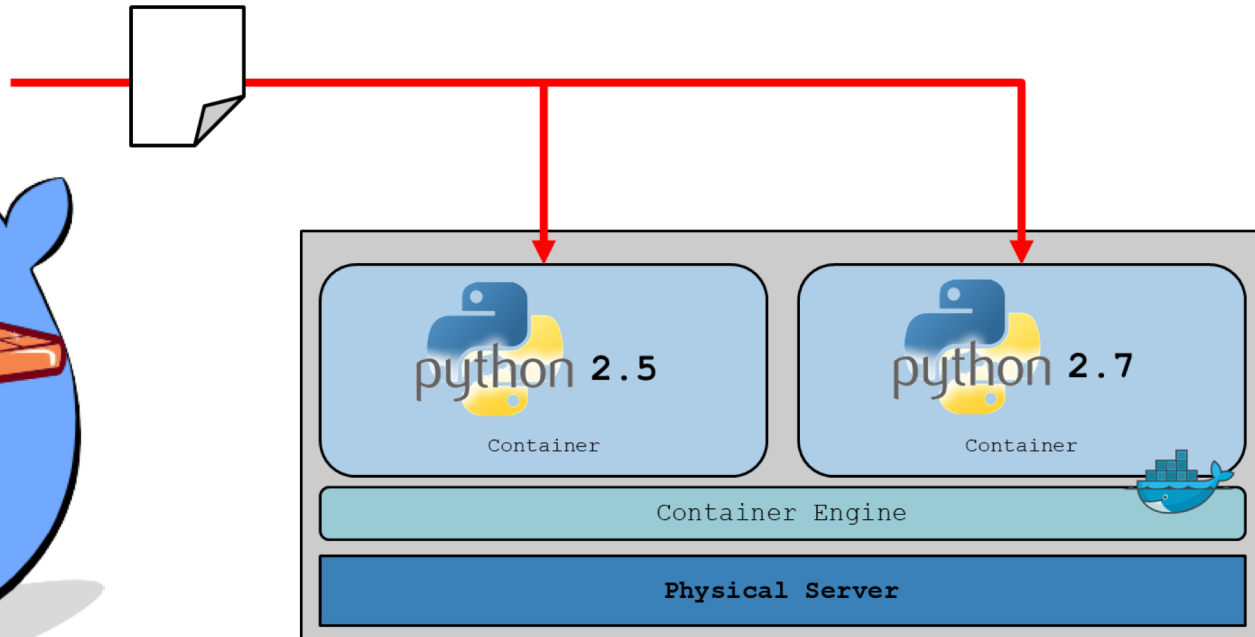 python 2.5
Container
python 2.7
Container
Container Engine
Physical Server